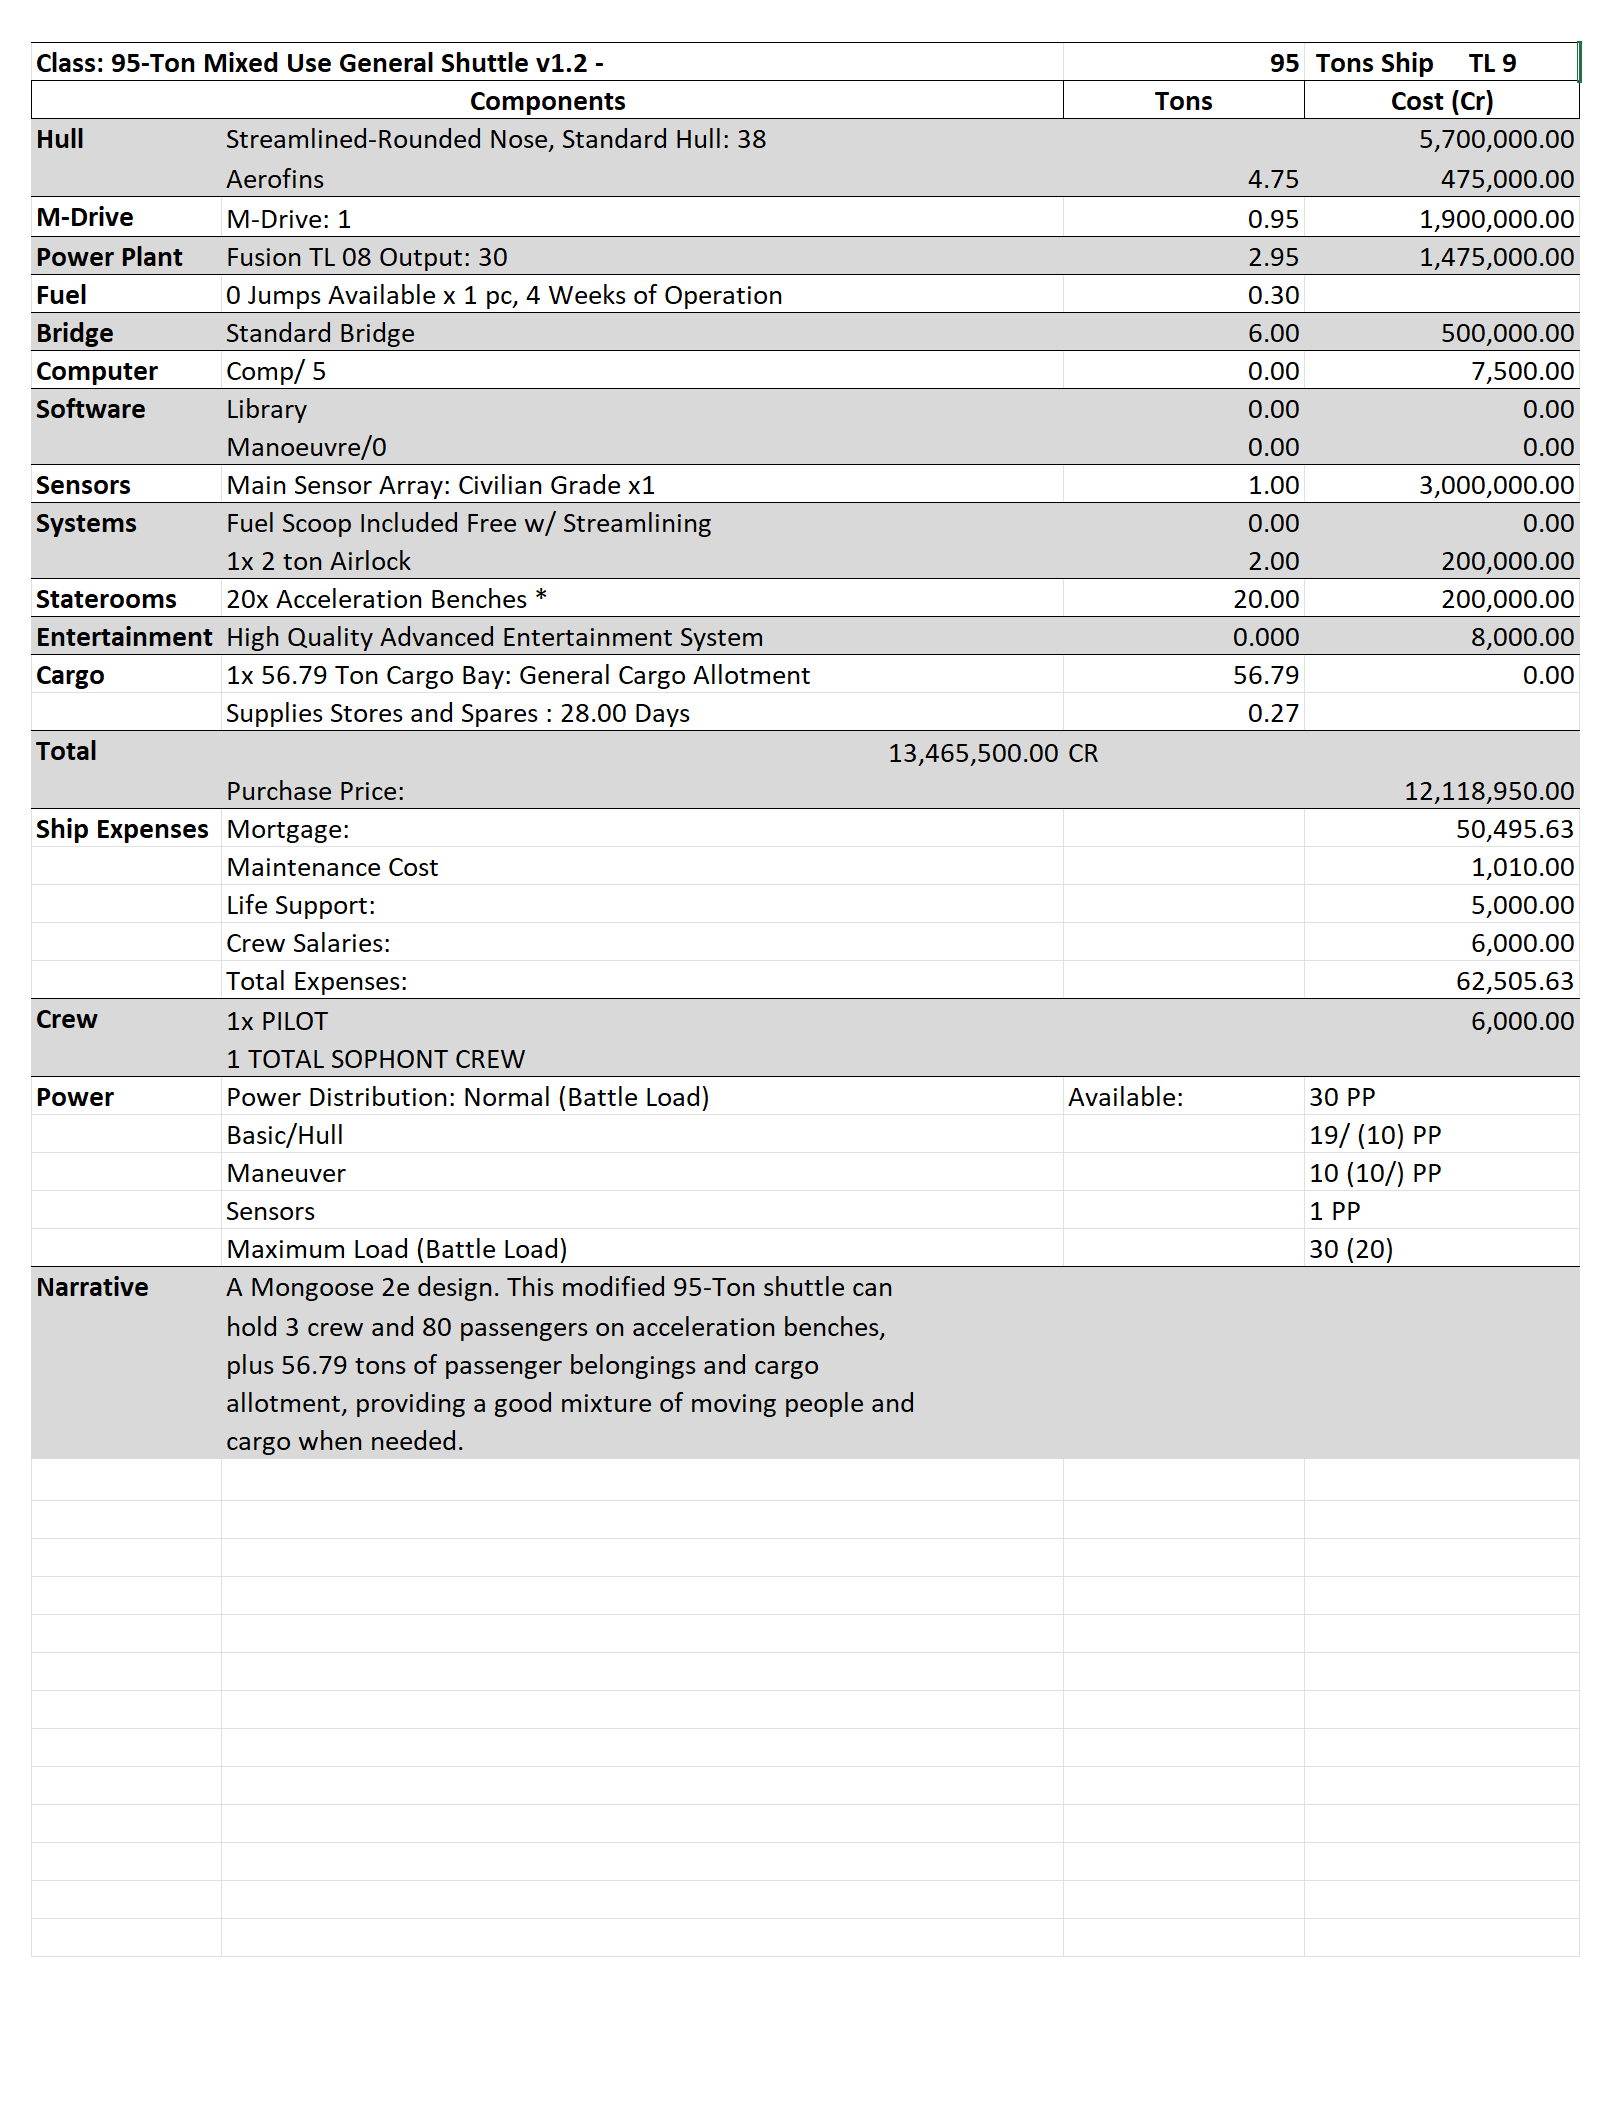 Class: 95-Ton Mixed Use General Shuttle v1.2 - 95 Tons Ship TL 9
Components Tons Cost (Cr)
Hull Streamlined-Rounded Nose, Standard Hull: 38 5,700,000.00
Aerofins 4.75 475,000.00
M-Drive M-Drive: 1 0.95 1,900,000.00
Power Plant Fusion TL 08 Output: 30 2.95 1,475,000.00
Fuel 0 Jumps Available x 1 pc, 4 Weeks of Operation 0.30
Bridge Standard Bridge 6.00 500,000.00
Computer Comp/ 5 0.00 7,500.00
Software Library 0.00 0.00
Manoeuvre/0 0.00 0.00
Sensors Main Sensor Array: Civilian Grade x1 1.00 3,000,000.00
Systems Fuel Scoop Included Free w/ Streamlining 0.00 0.00
1x 2 ton Airlock 2.00 200,000.00
Staterooms 20x Acceleration Benches * 20.00 200,000.00
Entertainment High Quality Advanced Entertainment System 0.000 8,000.00
Cargo 1x 56.79 Ton Cargo Bay: General Cargo Allotment 56.79 0.00
Supplies Stores and Spares : 28.00 Days 0.27
Total 13,465,500.00 CR
Purchase Price: 12,118,950.00
Ship Expenses Mortgage: 50,495.63
Maintenance Cost 1,010.00
Life Support: 5,000.00
Crew Salaries: 6,000.00
Total Expenses: 62,505.63
Crew 1x PILOT 6,000.00
1 TOTAL SOPHONT CREW
Power Power Distribution: Normal (Battle Load) Available: 30 PP
Basic/Hull 19/ (10) PP
Maneuver 10 (10/) PP
Sensors 1 PP
Maximum Load (Battle Load) 30 (20)
Narrative A Mongoose 2e design. This modified 95-Ton shuttle can
hold 3 crew and 80 passengers on acceleration benches,
plus 56.79 tons of passenger belongings and cargo
allotment, providing a good mixture of moving people and
cargo when needed.